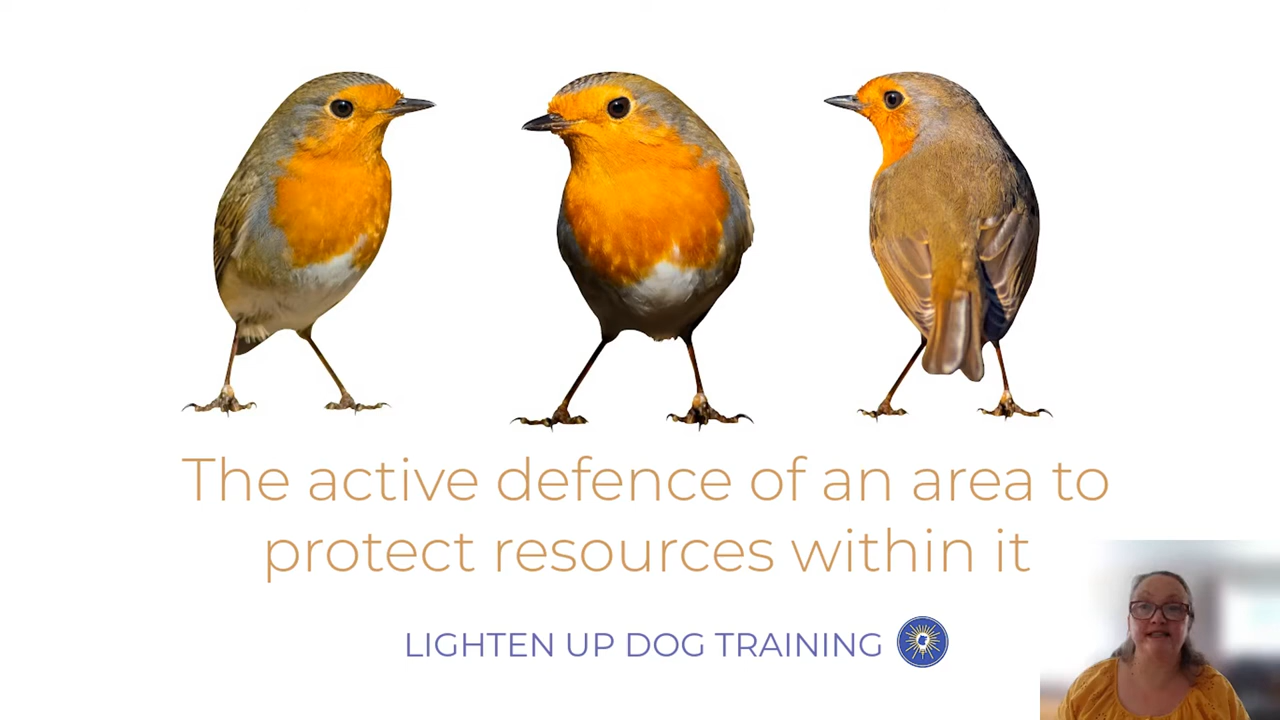 The active defence of an area to
protect resources within it
LIGHTEN UP DOG TRAINING